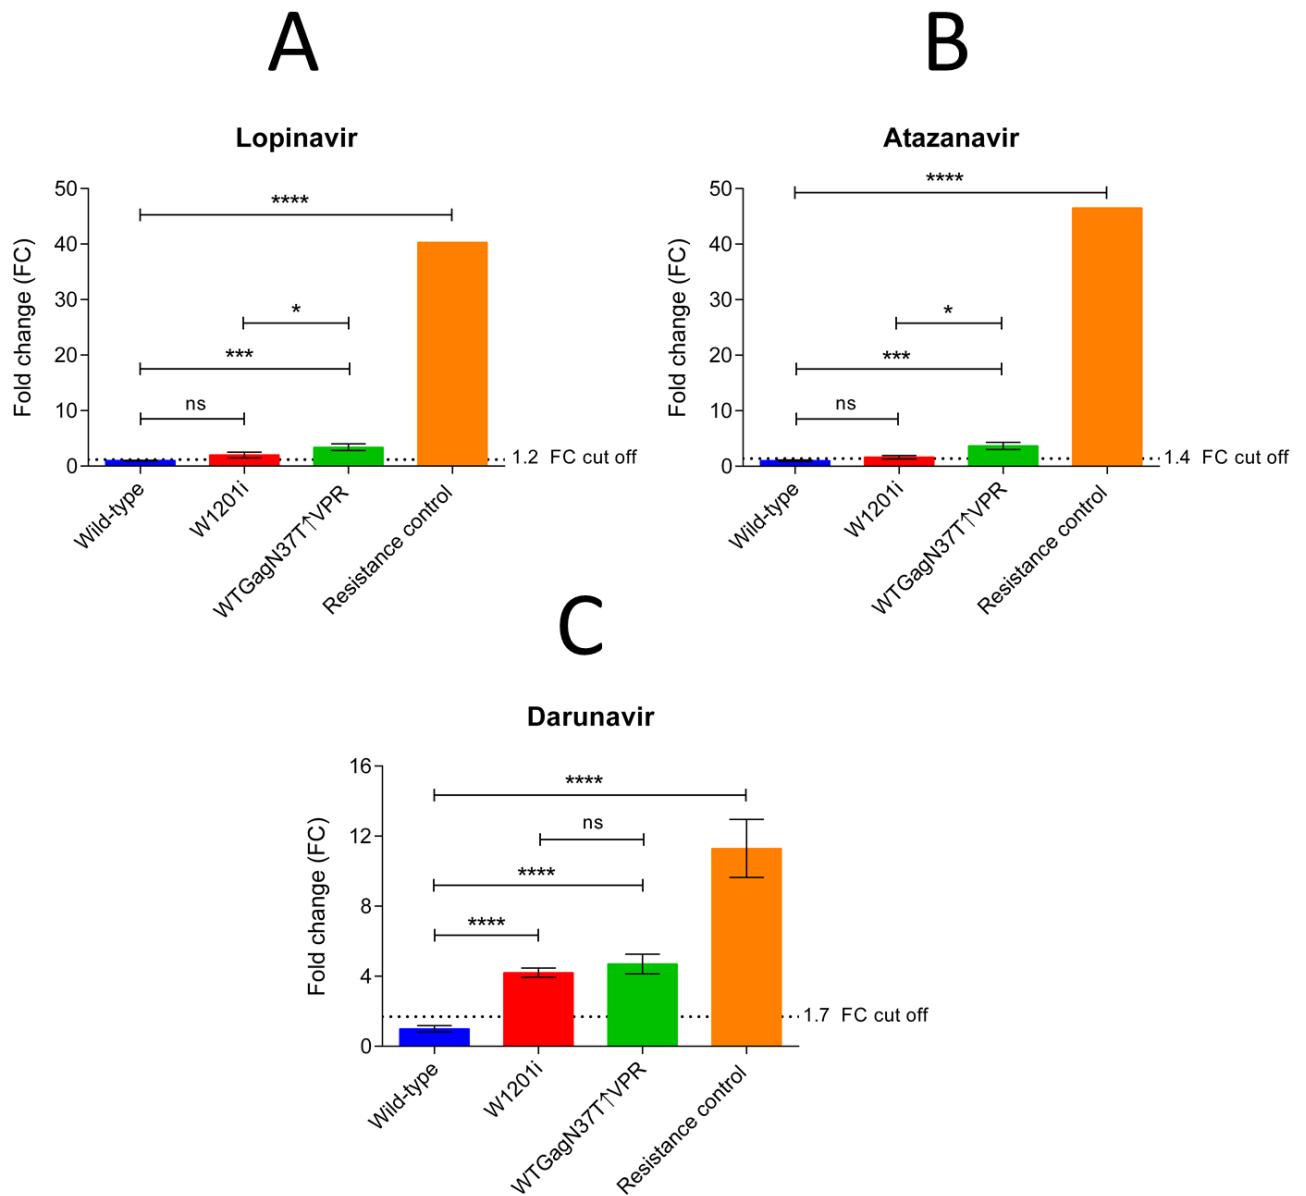 A
Lopinavir
Fold change (FC)
50
40
30
20
10
0
****
*
***
ns
1.2 FC cut off
Wild-type
W1201i
WTGagN37T↑VPR
Resistance control
B
Atazanavir
Fold change (FC)
50
40
30
20
10
0
****
*
***
ns
1.4 FC cut off
Wild-type
W1201i
WTGagN37T↑VPR
Resistance control
C
Darunavir
Fold change (FC)
16
12
8
4
0
****
ns
****
****
1.7 FC cut off
Wild-type
W1201i
WTGagN37T↑VPR
Resistance control